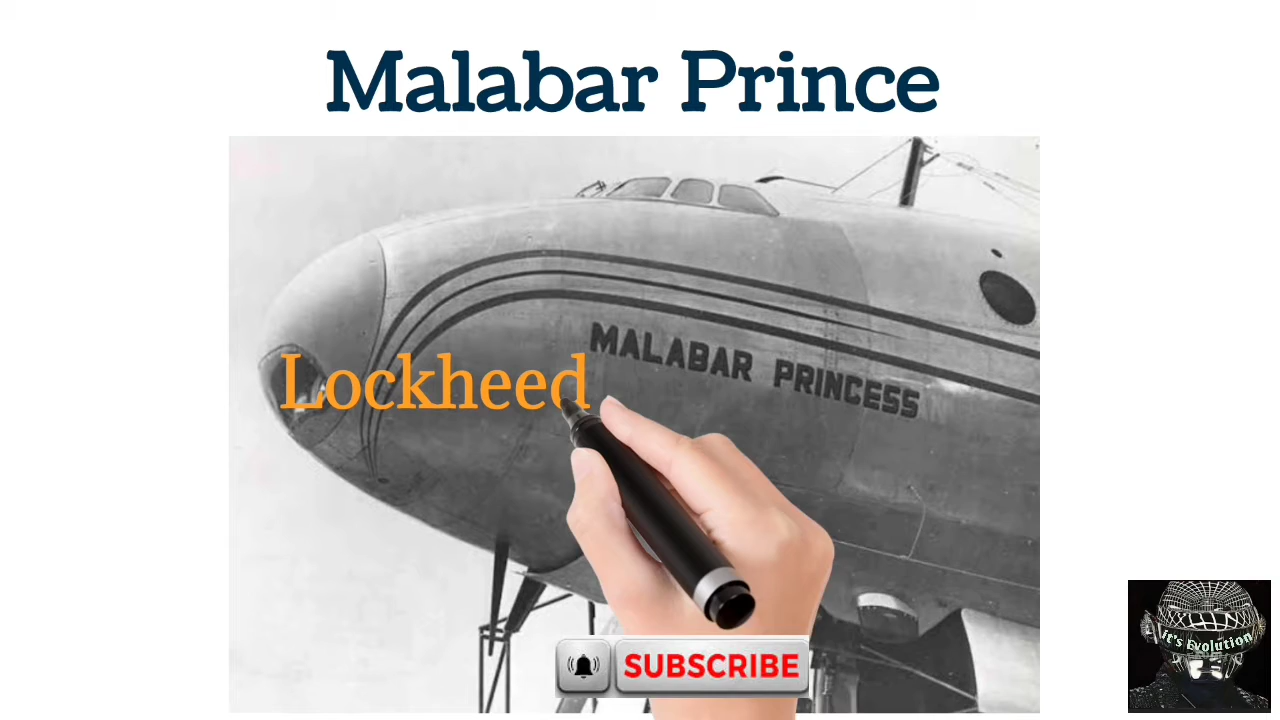 Malabar Prince
MALABAR PRINCESS
Lockheed
SUBSCRIBE
it's Evolution